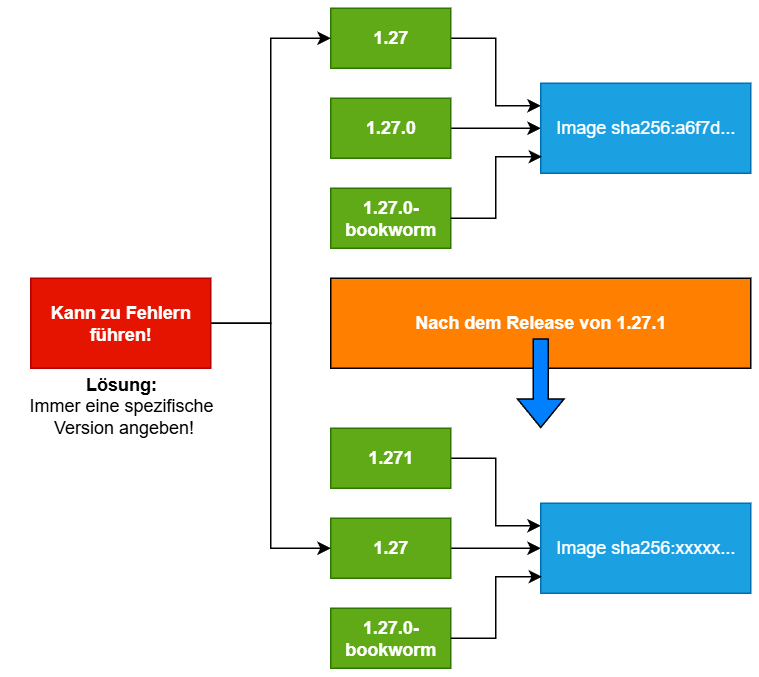 1.27
1.27.0
Image sha256:a6f7d...
1.27.0-
bookworm
Kann zu Fehlern
führen!
Lösung:
Immer eine spezifische
Version angeben!
Nach dem Release von 1.27.1
1.271
1.27
Image sha256:xxxxx...
1.27.0-
bookworm